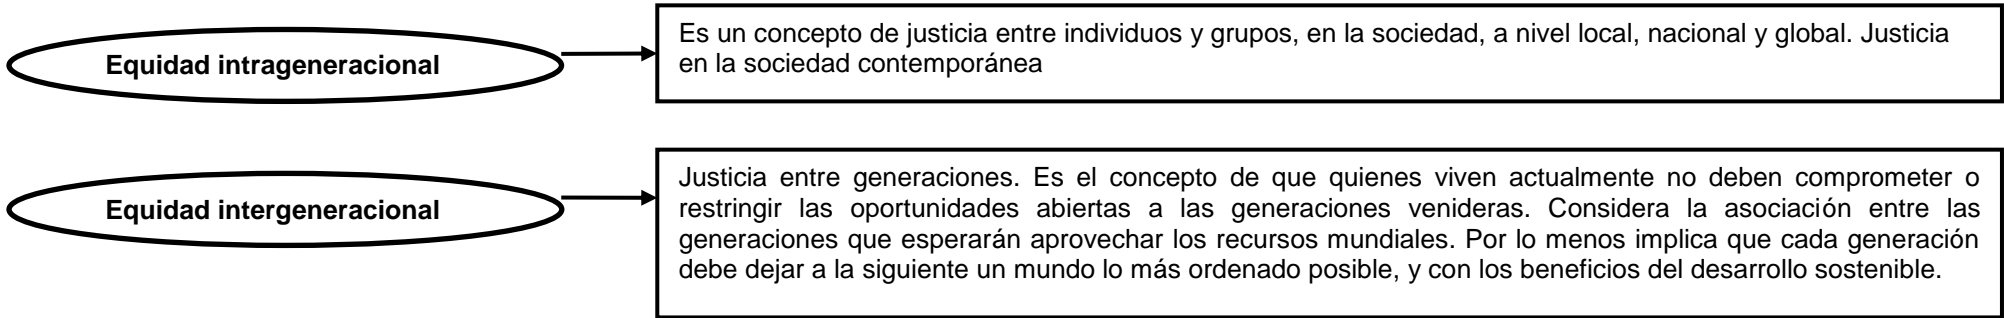 Equidad intrageneracional
Es un concepto de justicia entre individuos y grupos, en la sociedad, a nivel local, nacional y global. Justicia
en la sociedad contemporánea
Equidad intergeneracional
Justicia entre generaciones. Es el concepto de que quienes viven actualmente no deben comprometer o
restringir las oportunidades abiertas a las generaciones venideras. Considera la asociación entre las
generaciones que esperarán aprovechar los recursos mundiales. Por lo menos implica que cada generación
debe dejar a la siguiente un mundo lo más ordenado posible, y con los beneficios del desarrollo sostenible.